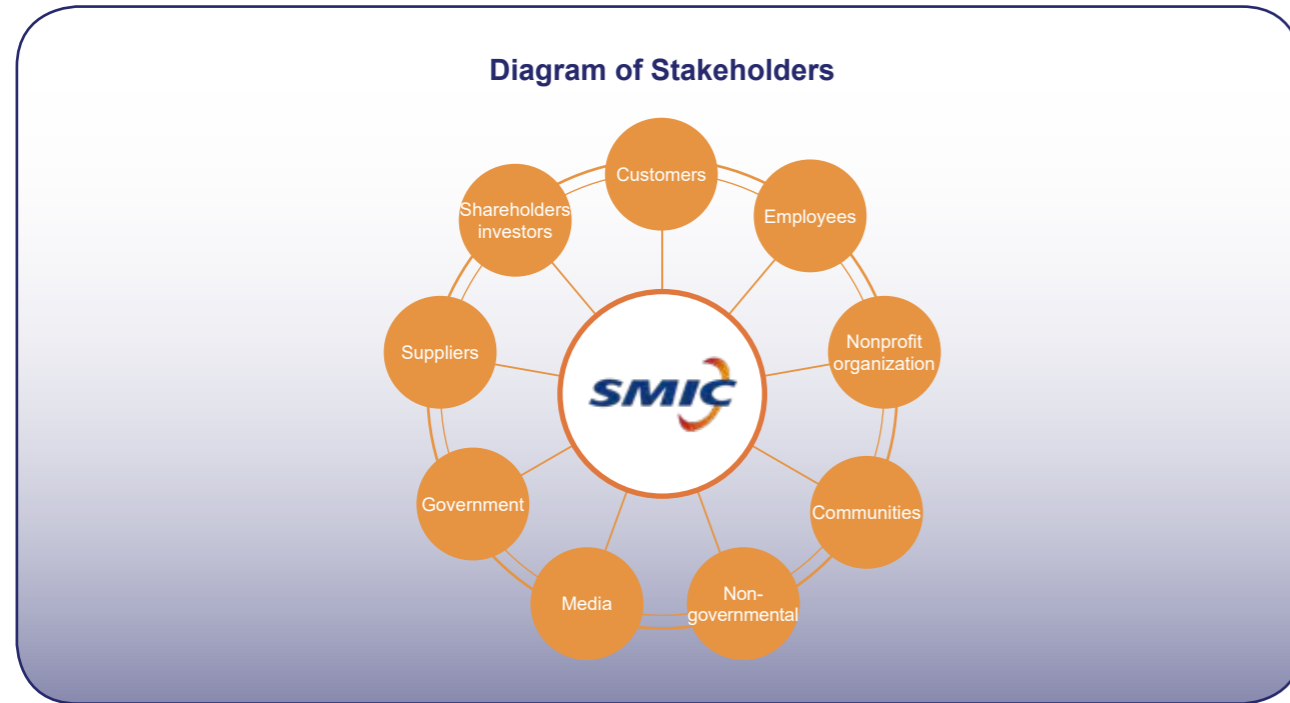 Diagram of Stakeholders
Customers
Employees
Nonprofit
organization
Communities
Non-
governmental
Media
Government
Suppliers
Shareholders
investors
SMIC